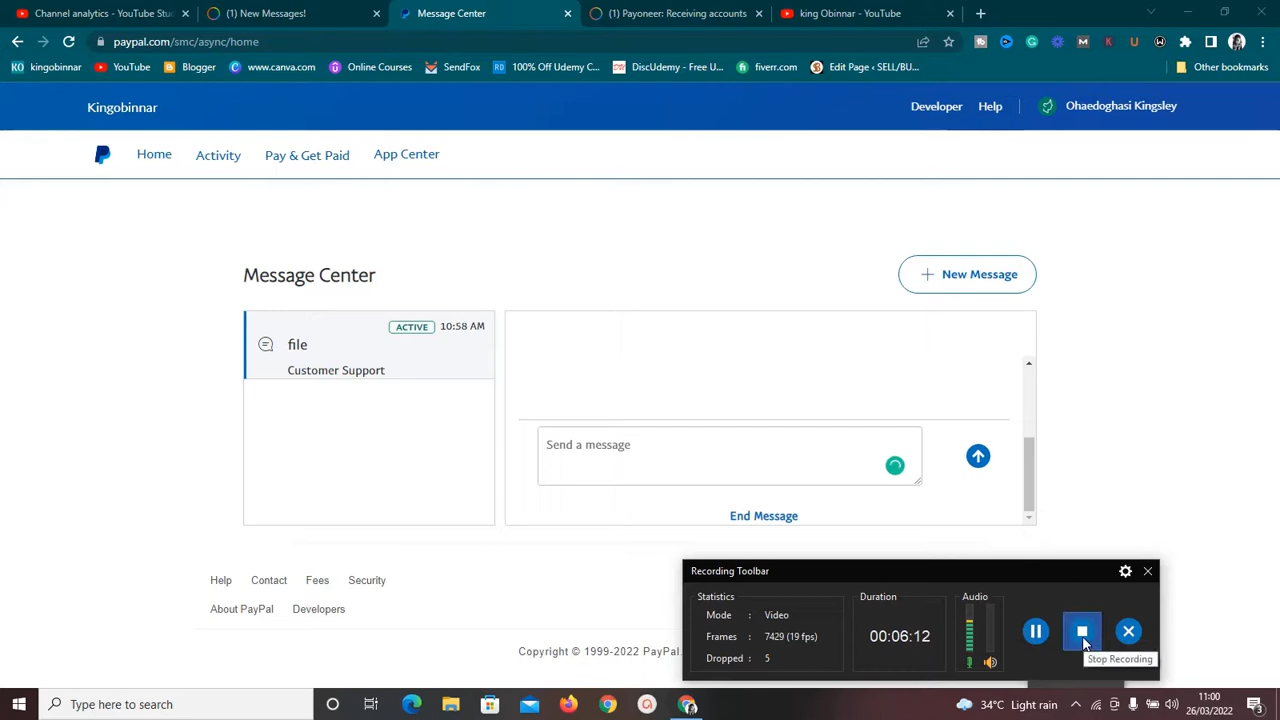 Channel analytics - YouTube Stud
(1) New Messages!
Message Center
(1) Payoneer: Receiving accounts
king Obinnar - YouTube
paypal.com/smc/async/home
kingobinnar
YouTube
Blogger
www.canva.com
Online Courses
SendFox
100% Off Udemy C...
DiscUdemy - Free U...
fiverr.com
Edit Page ‹ SELL/BU...
Other bookmarks
Kingobinnar
Developer
Help
Ohaedoghasi Kingsley
Home
Activity
Pay & Get Paid
App Center
Message Center
New Message
ACTIVE
10:58 AM
file
Customer Support
Send a message
End Message
Help
Contact
Fees
Security
About PayPal
Developers
Copyright © 1999-2022 PayPal.
Recording Toolbar
Statistics
Mode : Video
Frames : 7429 (19 fps)
Dropped : 5
Duration
00:06:12
Audio
Stop Recording
Type here to search
34°C Light rain
11:00
26/03/2022
3